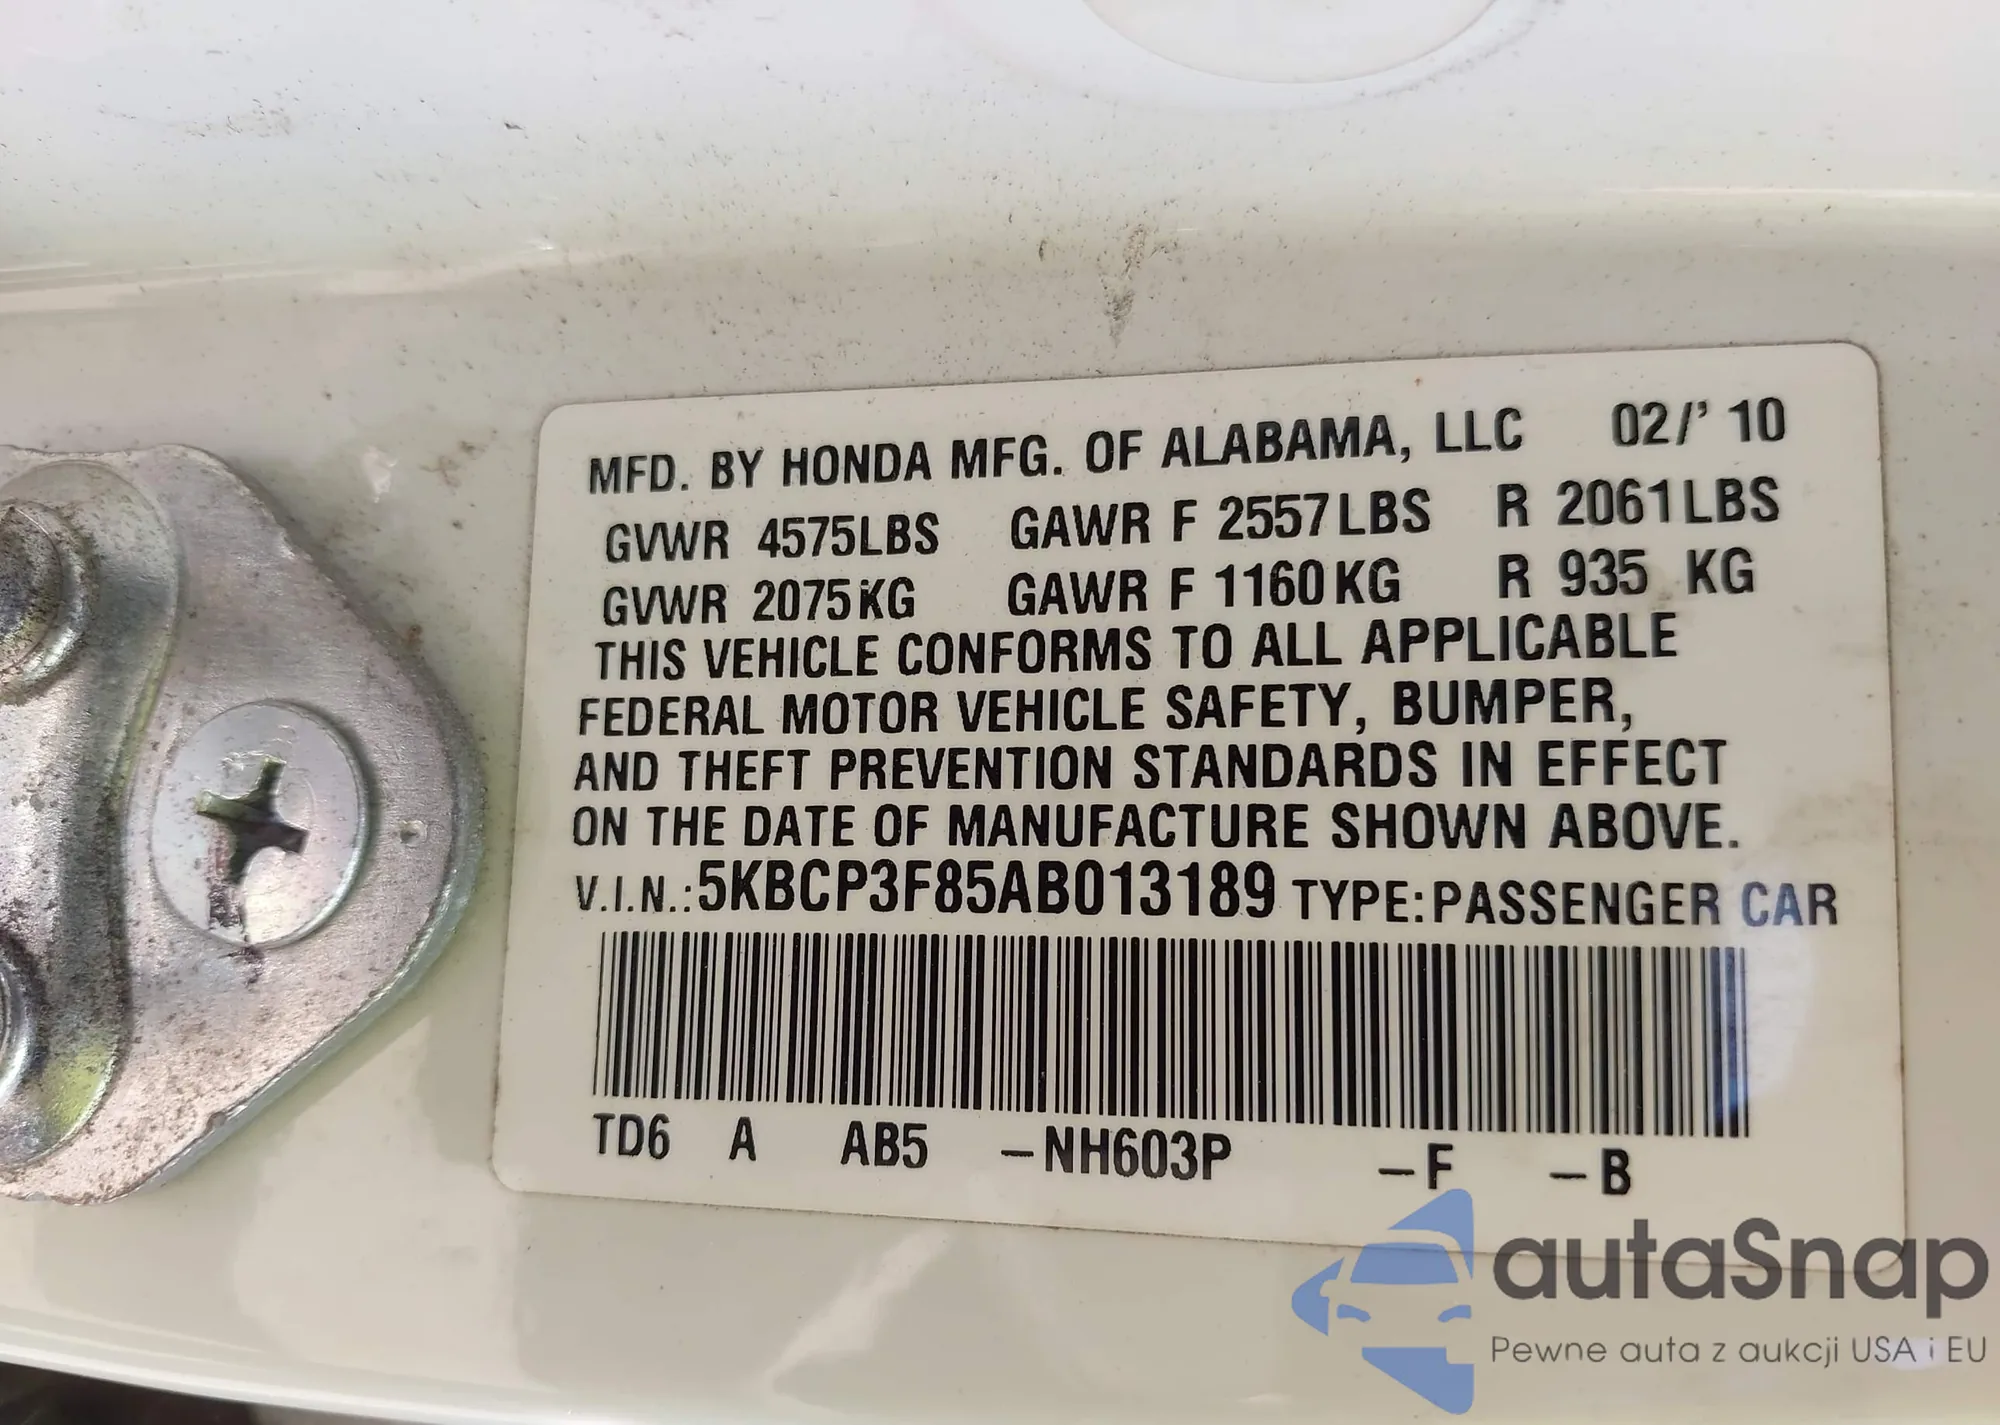 MFD. BY HONDA MFG. OF ALABAMA, LLC 02/' 10
GVWR 4575LBS GAWR F 2557LBS R 2061LBS
GVWR 2075KG GAWR F 1160KG R 935 KG
THIS VEHICLE CONFORMS TO ALL APPLICABLE
FEDERAL MOTOR VEHICLE SAFETY, BUMPER,
AND THEFT PREVENTION STANDARDS IN EFFECT
ON THE DATE OF MANUFACTURE SHOWN ABOVE.
V.I.N.:5KBCP3F85AB013189 TYPE:PASSENGER CAR
TD6 A AB5 –NH603P –F –B
autaSnap
Pewne auta z aukcji USA i EU